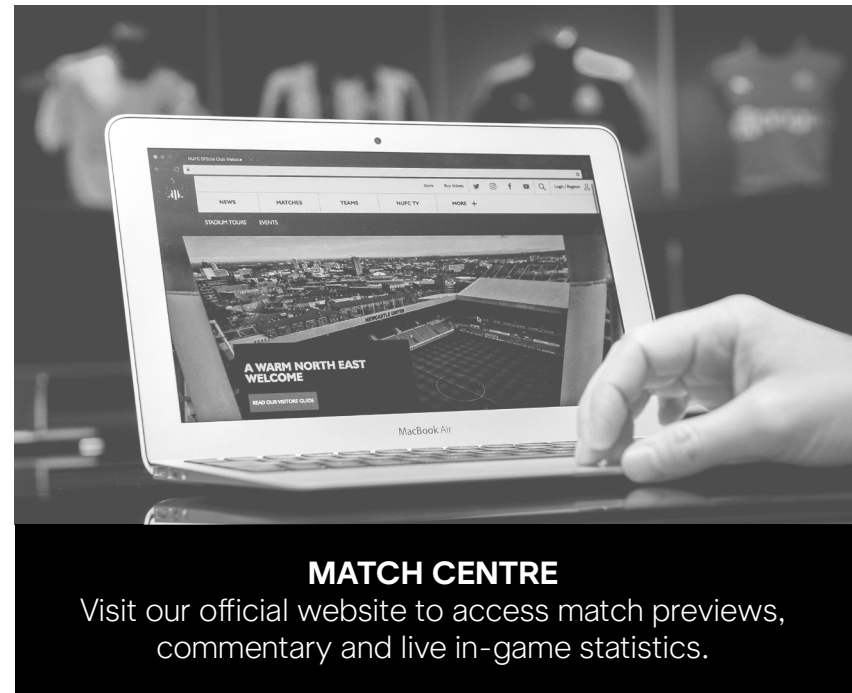 NUFC Official Club Website
Store Buy tickets Login / Register
NEWS MATCHES TEAMS NUFC TV MORE +
STADIUM TOURS EVENTS
NEWCASTLE UNITED
A WARM NORTH EAST
WELCOME
READ OUR VISITORS' GUIDE
MacBook Air
MATCH CENTRE
Visit our official website to access match previews,
commentary and live in-game statistics.